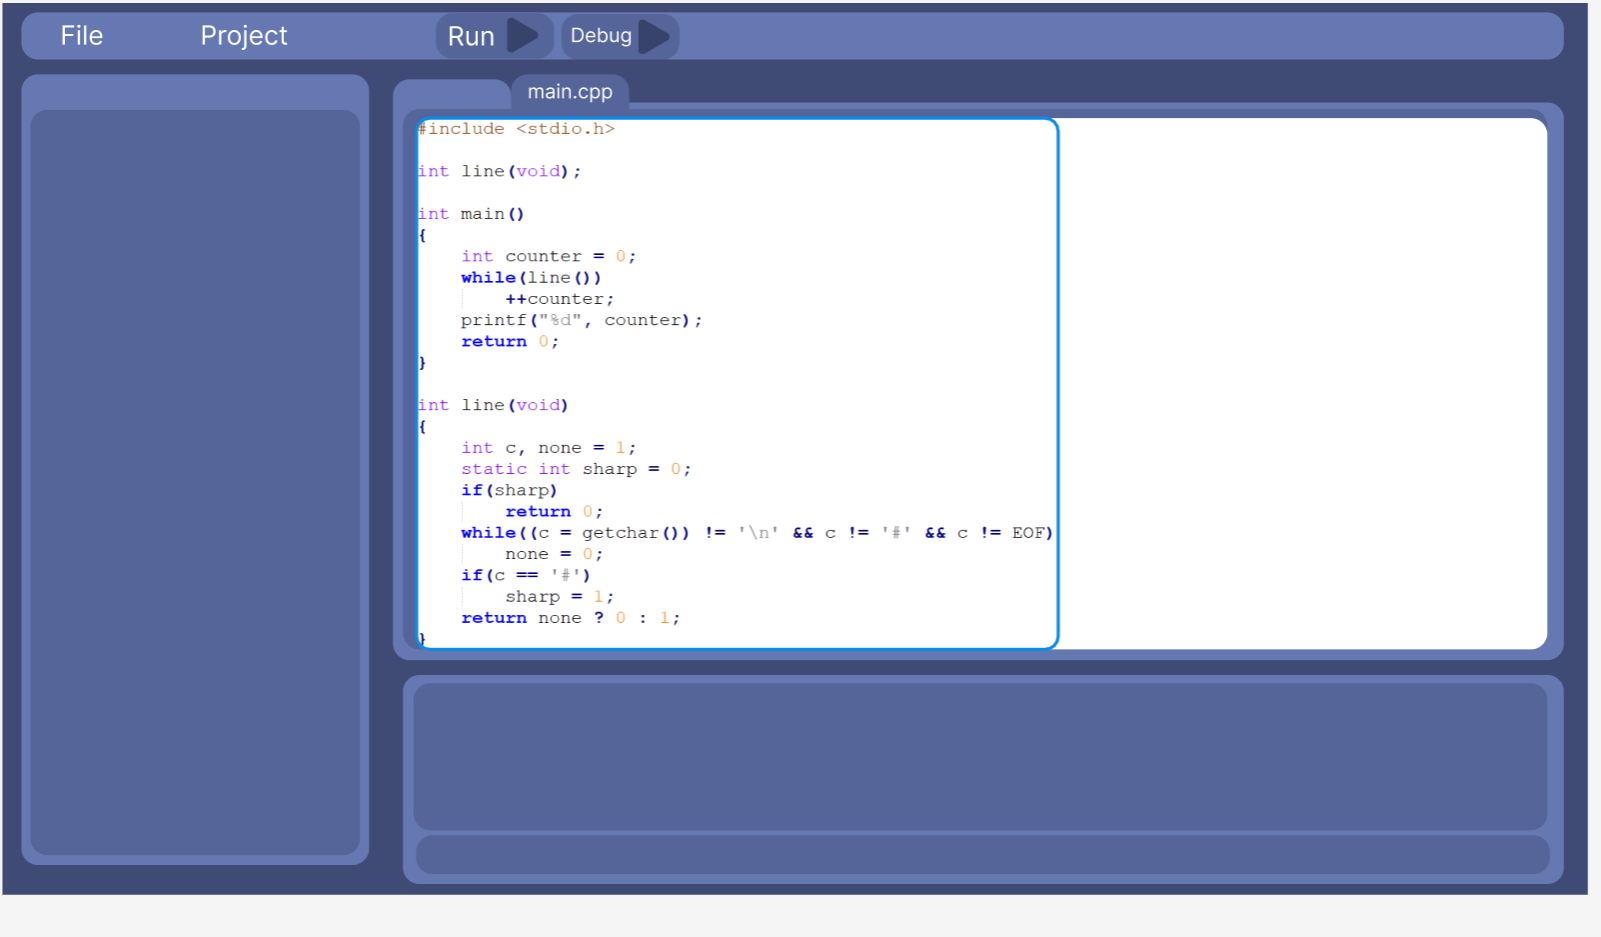 File Project Run Debug
main.cpp
#include <stdio.h>
int line(void);
int main()
{
    int counter = 0;
    while(line())
        ++counter;
    printf("%d", counter);
    return 0;
}
int line(void)
{
    int c, none = 1;
    static int sharp = 0;
    if(sharp)
        return 0;
    while((c = getchar()) != '\n' && c != '#' && c != EOF)
        none = 0;
    if(c == '#')
        sharp = 1;
    return none ? 0 : 1;
}